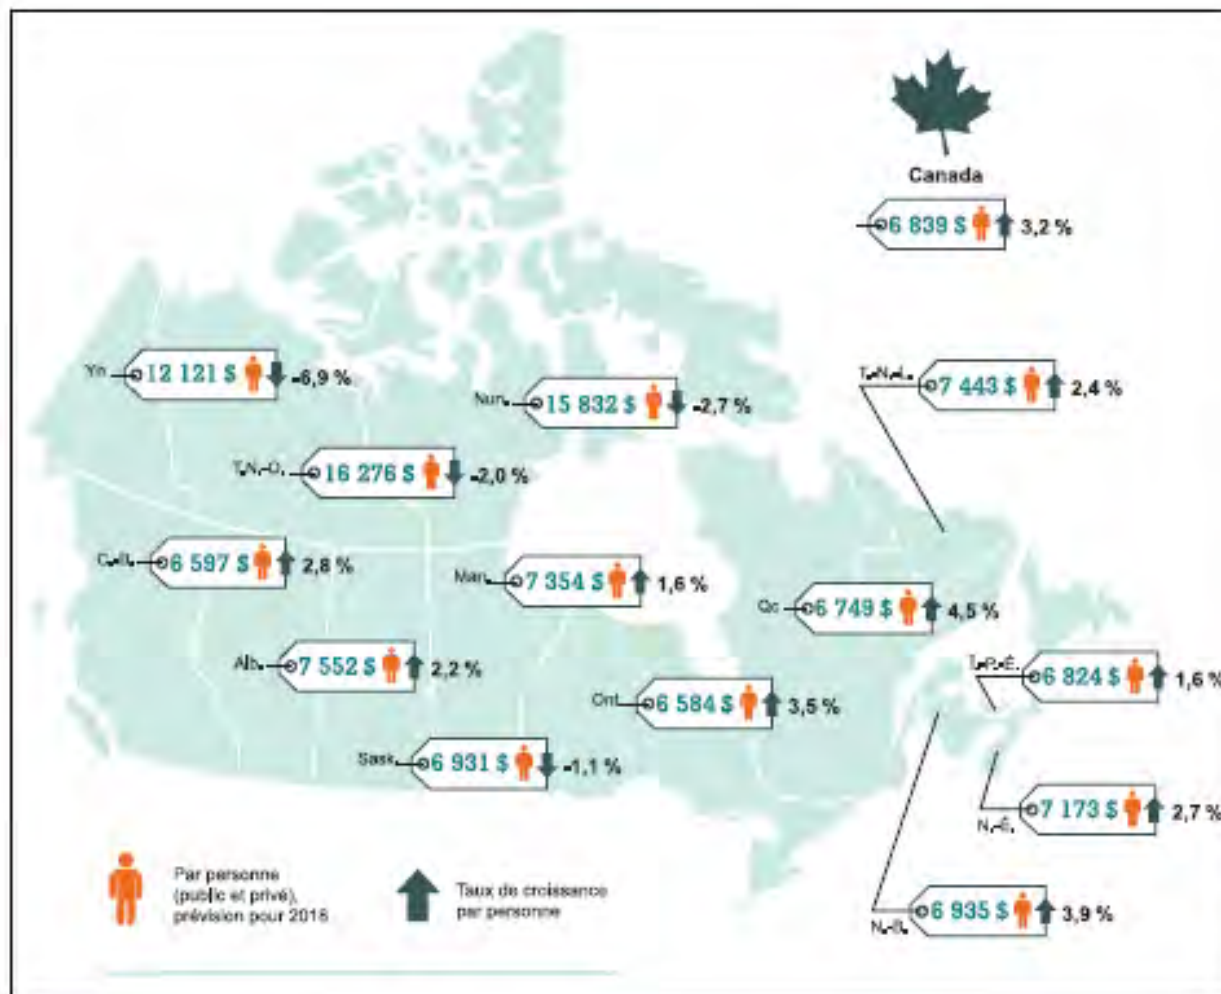 Canada
6 839 $ 3,2 %
Yn 12 121 $ -6,9 %
Nun. 15 832 $ -2,7 %
T.-N.-L. 7 443 $ 2,4 %
T.N.-O. 16 276 $ -2,0 %
C.-B. 6 597 $ 2,8 %
Man. 7 354 $ 1,6 %
Qc 6 749 $ 4,5 %
Alb. 7 552 $ 2,2 %
T.-P.-É. 6 824 $ 1,6 %
Ont. 6 584 $ 3,5 %
Sask. 6 931 $ -1,1 %
N.-É. 7 173 $ 2,7 %
N.-B. 6 935 $ 3,9 %
Par personne
(public et privé),
prévision pour 2018
Taux de croissance
par personne